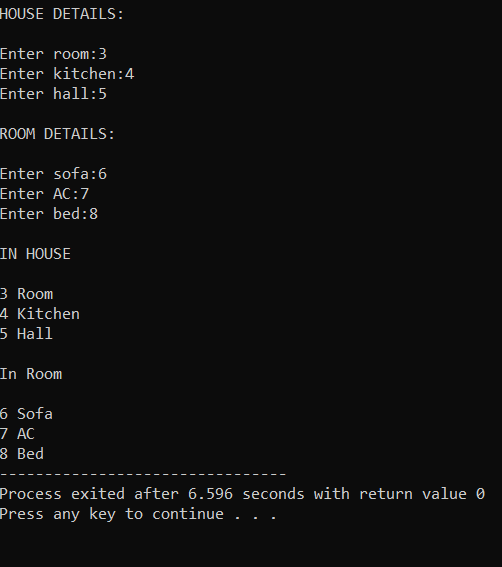 HOUSE DETAILS:
Enter room:3
Enter kitchen:4
Enter hall:5
ROOM DETAILS:
Enter sofa:6
Enter AC:7
Enter bed:8
IN HOUSE
3 Room
4 Kitchen
5 Hall
In Room
6 Sofa
7 AC
8 Bed
--------------------------------
Process exited after 6.596 seconds with return value 0
Press any key to continue . . .